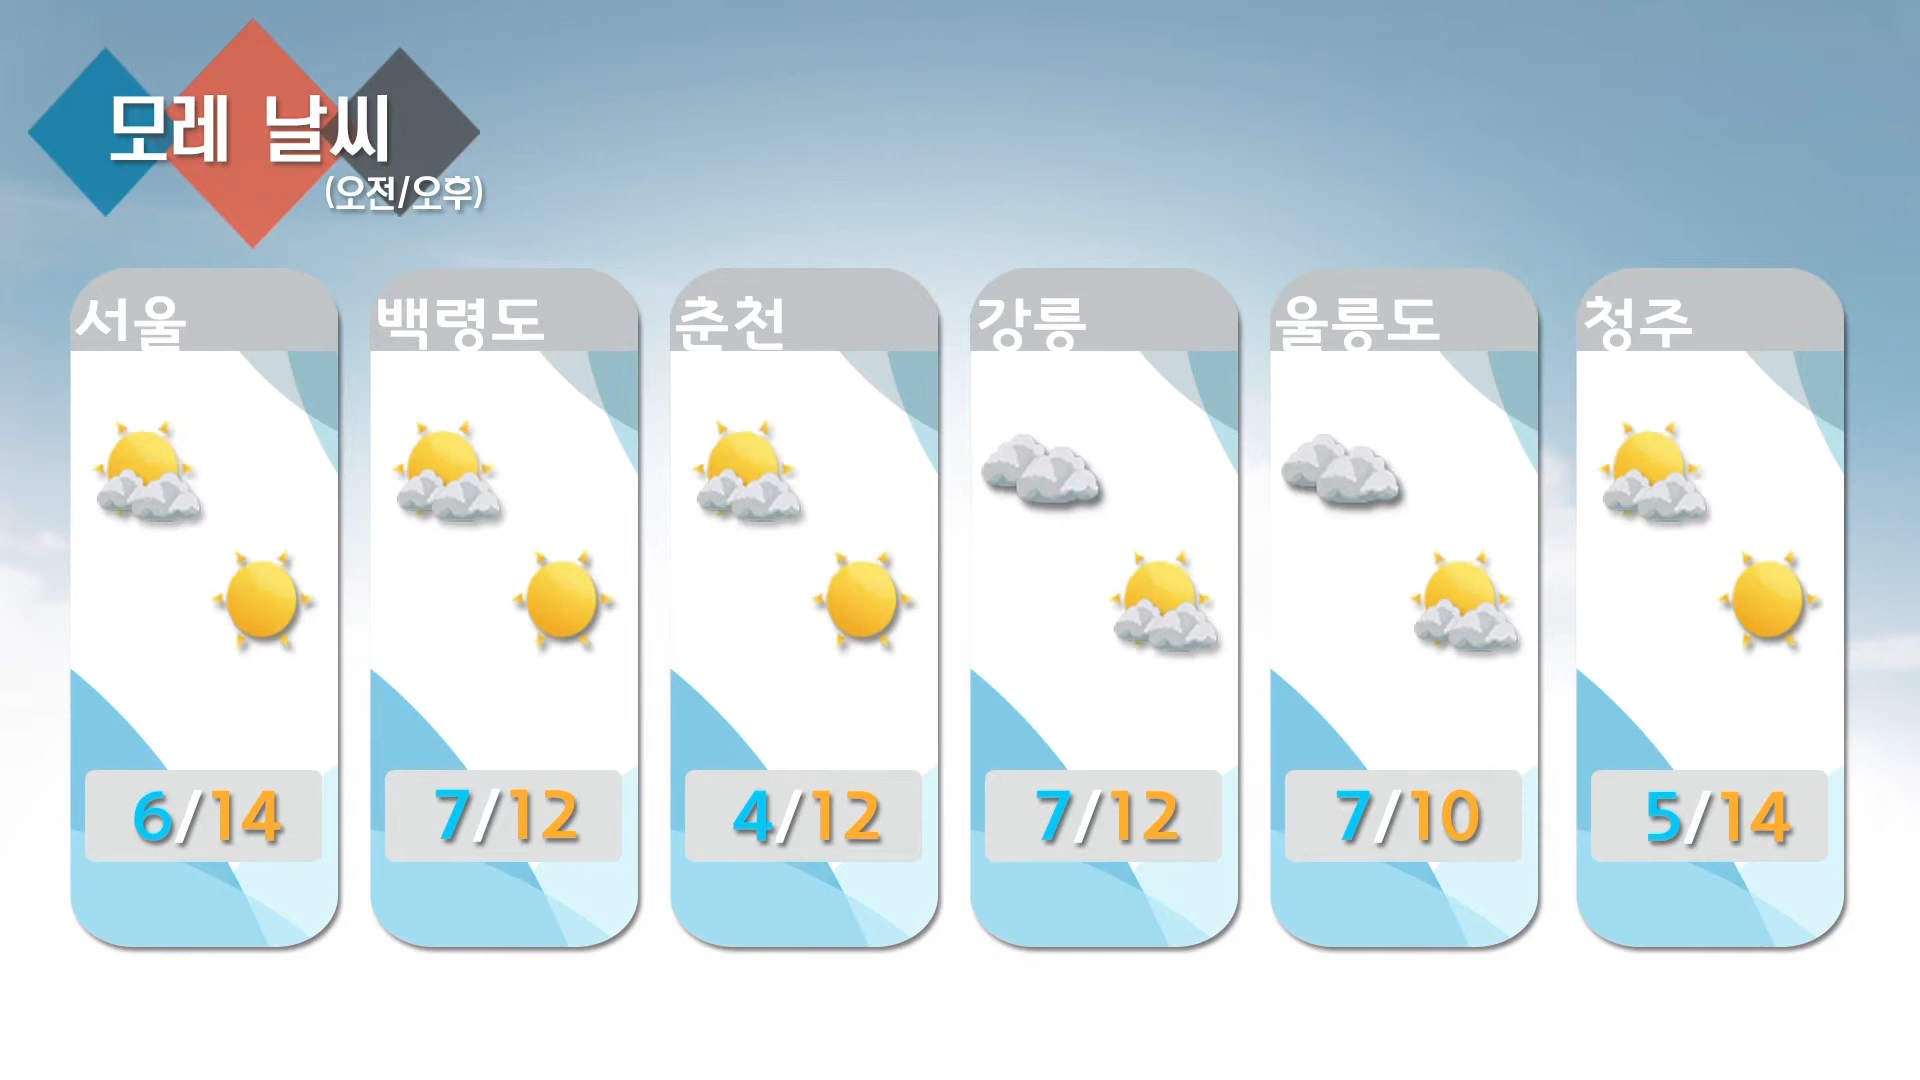 모레 날씨
(오전/오후)
서울
백령도
춘천
강릉
울릉도
청주
6/14
7/12
4/12
7/12
7/10
5/14